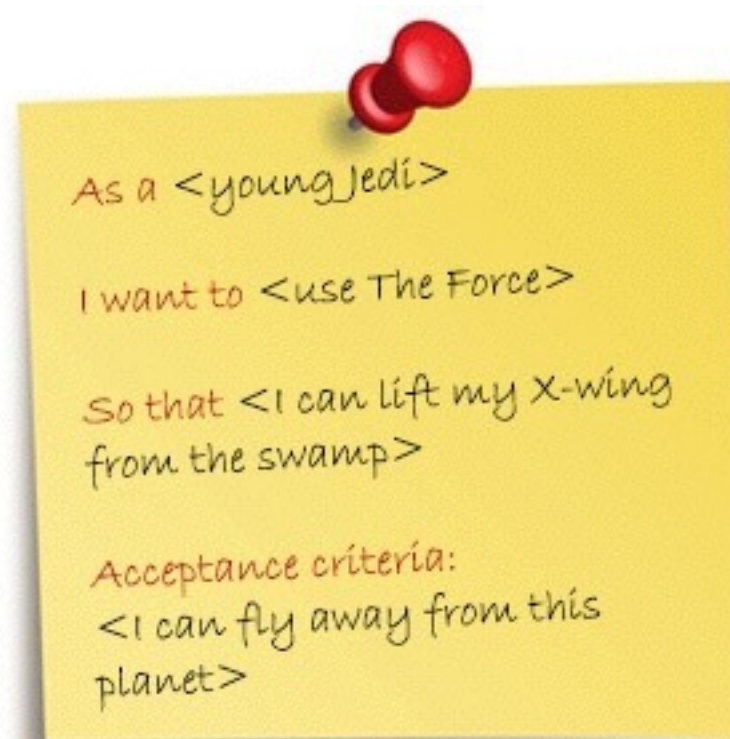 As a <young Jedi>
I want to <use The Force>
So that <I can lift my X-wing
from the swamp>
Acceptance criteria:
<I can fly away from this
planet>